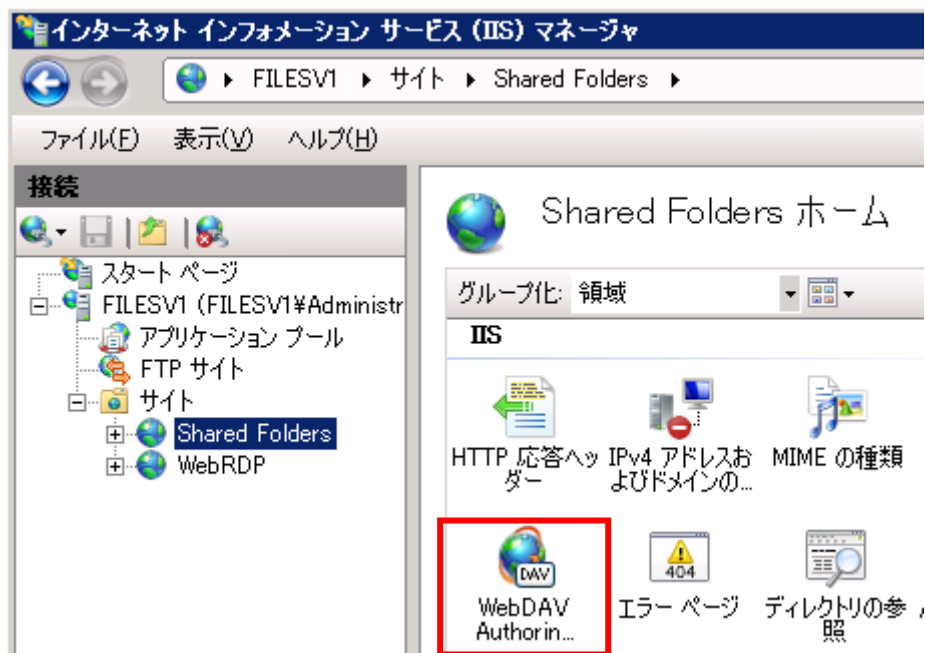 インターネット インフォメーション サービス (IIS) マネージャ
FILESV1 サイト Shared Folders
ファイル(F) 表示(V) ヘルプ(H)
接続
スタート ページ
FILESV1 (FILESV1¥Administr
アプリケーション プール
FTP サイト
サイト
Shared Folders
WebRDP
Shared Folders ホーム
グループ化: 領域
IIS
HTTP 応答ヘッ
ダー
IPv4 アドレスお
よびドメインの...
MIME の種類
DAV
WebDAV
Authorin...
404
エラー ページ
ディレクトリの参
照